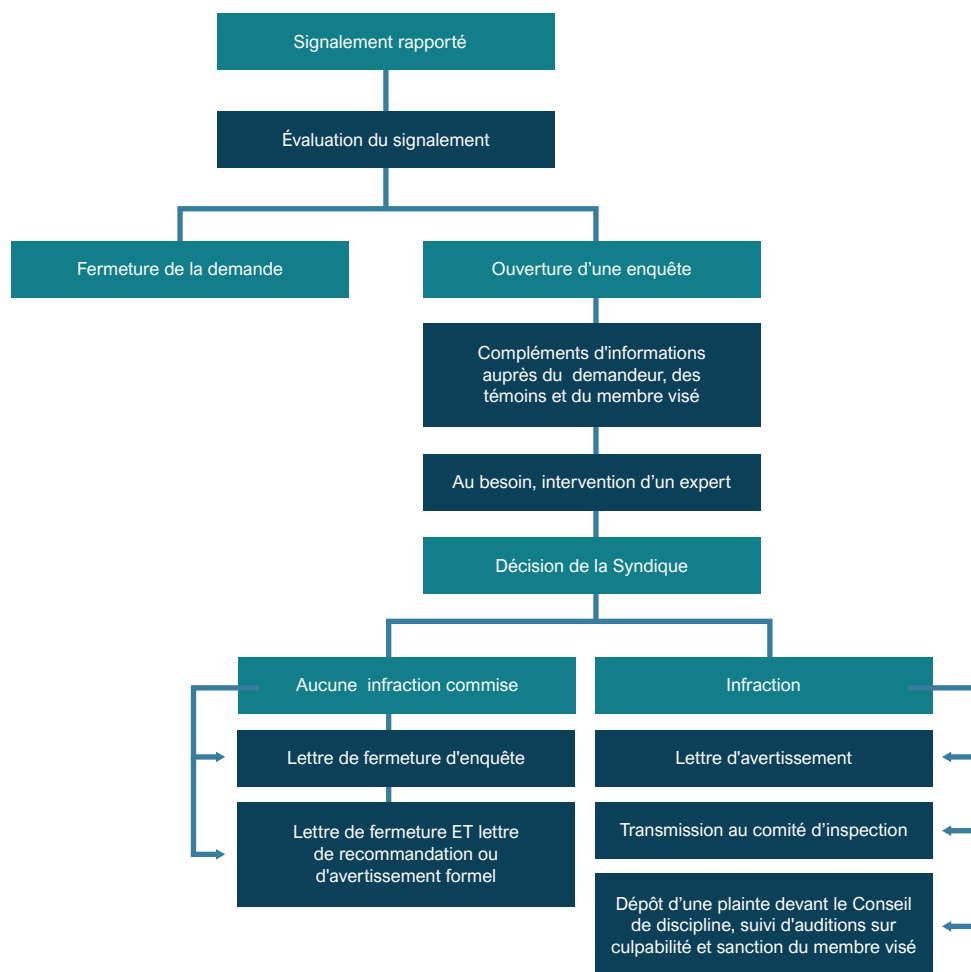 Signalement rapporté
Évaluation du signalement
Fermeture de la demande
Ouverture d’une enquête
Compléments d'informations
auprès du demandeur, des
témoins et du membre visé
Au besoin, intervention d’un expert
Décision de la Syndique
Aucune infraction commise
Infraction
Lettre de fermeture d'enquête
Lettre d'avertissement
Lettre de fermeture ET lettre
de recommandation ou
d'avertissement formel
Transmission au comité d’inspection
Dépôt d’une plainte devant le Conseil
de discipline, suivi d'auditions sur
culpabilité et sanction du membre visé